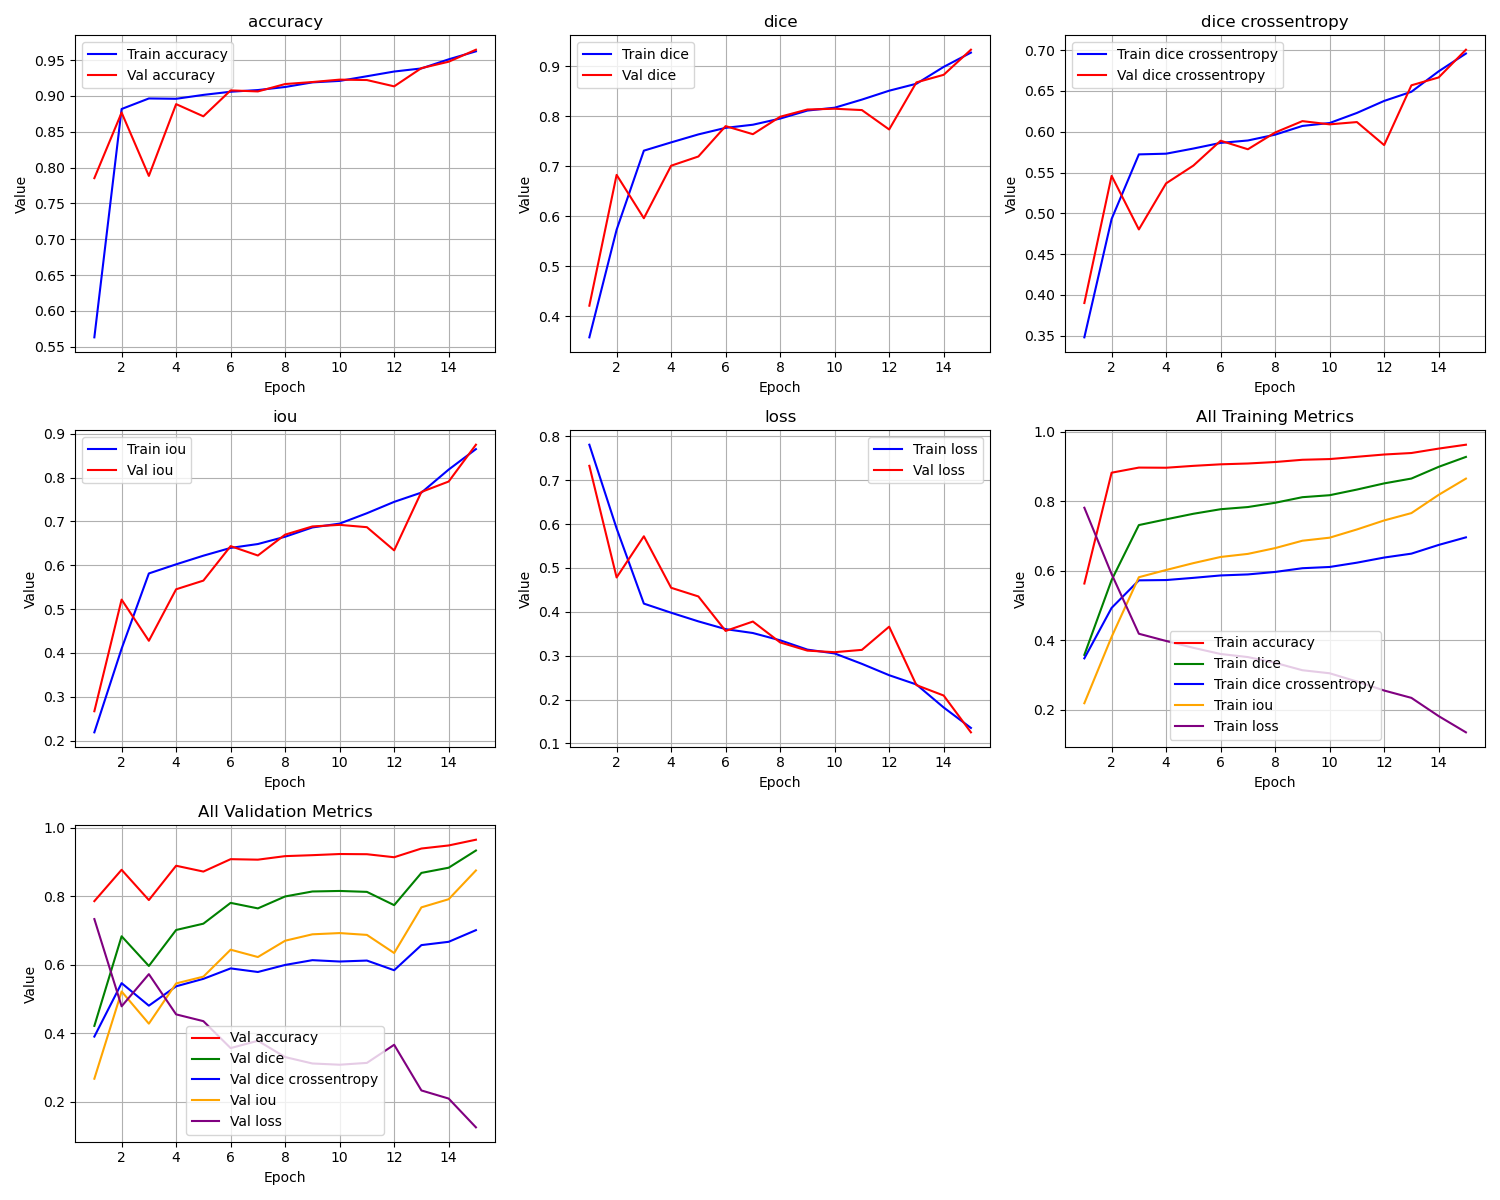 accuracy
Train accuracy
Val accuracy
0.95
0.90
0.85
0.80
0.75
0.70
0.65
0.60
0.55
Value
2 4 6 8 10 12 14
Epoch
dice
Train dice
Val dice
0.9
0.8
0.7
0.6
0.5
0.4
Value
2 4 6 8 10 12 14
Epoch
dice crossentropy
Train dice crossentropy
Val dice crossentropy
0.70
0.65
0.60
0.55
0.50
0.45
0.40
0.35
Value
2 4 6 8 10 12 14
Epoch
iou
Train iou
Val iou
0.9
0.8
0.7
0.6
0.5
0.4
0.3
0.2
Value
2 4 6 8 10 12 14
Epoch
loss
Train loss
Val loss
0.8
0.7
0.6
0.5
0.4
0.3
0.2
0.1
Value
2 4 6 8 10 12 14
Epoch
All Training Metrics
1.0
0.8
0.6
0.4
0.2
Value
Train accuracy
Train dice
Train dice crossentropy
Train iou
Train loss
2 4 6 8 10 12 14
Epoch
All Validation Metrics
1.0
0.8
0.6
0.4
0.2
Value
Val accuracy
Val dice
Val dice crossentropy
Val iou
Val loss
2 4 6 8 10 12 14
Epoch